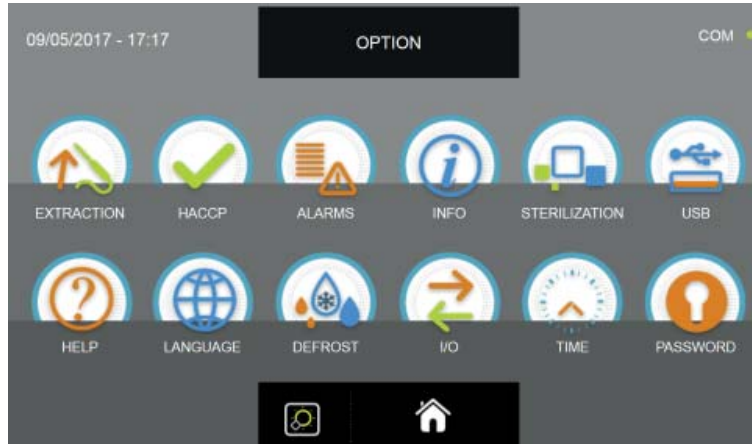 09/05/2017 - 17:17
OPTION
COM
EXTRACTION
HACCP
ALARMS
INFO
STERILIZATION
USB
HELP
LANGUAGE
DEFROST
I/O
TIME
PASSWORD